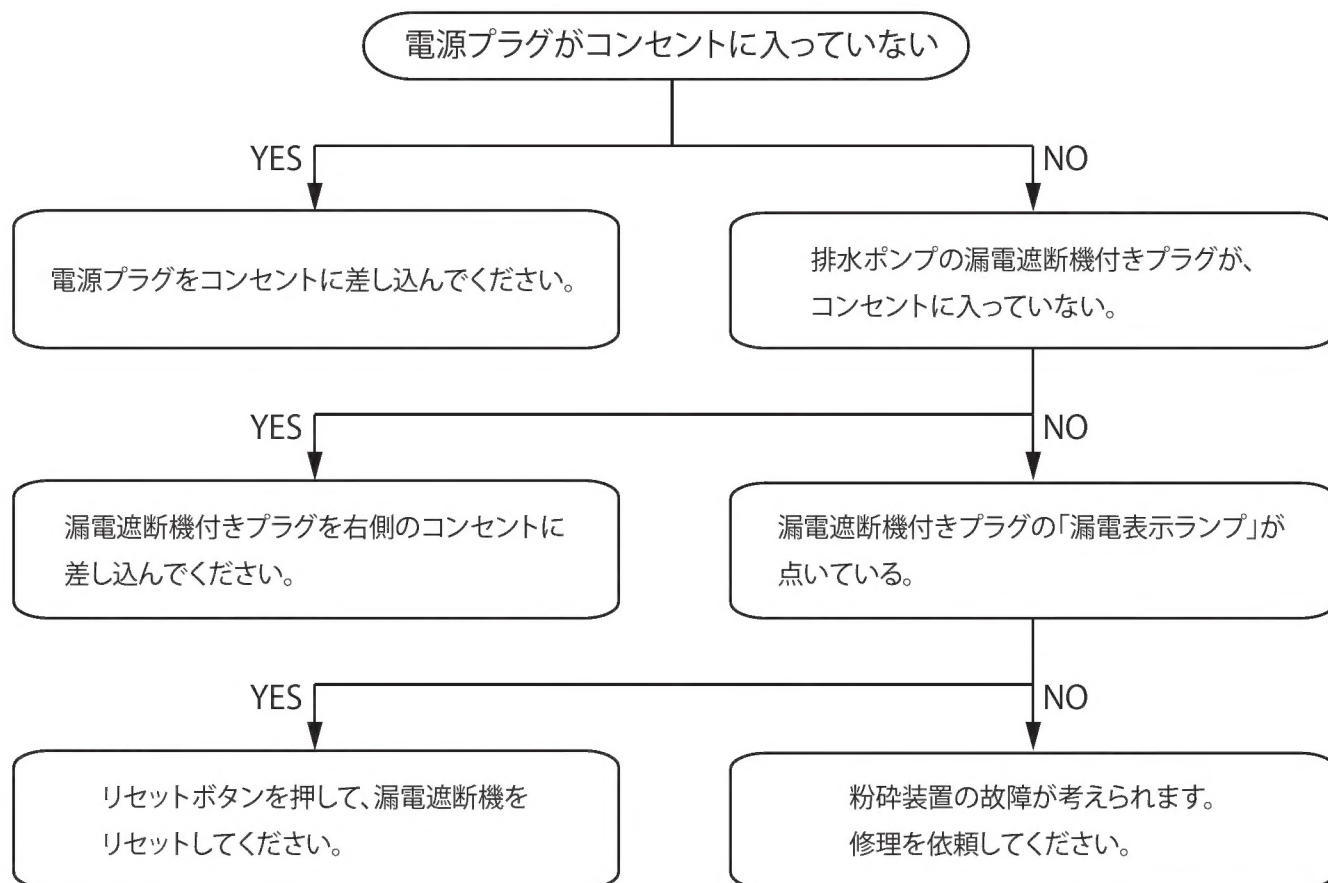 電源プラグがコンセントに入っていない
YES
NO
電源プラグをコンセントに差し込んでください。
排水ポンプの漏電遮断機付きプラグが、
コンセントに入っていない。
YES
NO
漏電遮断機付きプラグを右側のコンセントに
差し込んでください。
漏電遮断機付きプラグの「漏電表示ランプ」が
点いている。
YES
NO
リセットボタンを押して、漏電遮断機を
リセットしてください。
粉砕装置の故障が考えられます。
修理を依頼してください。